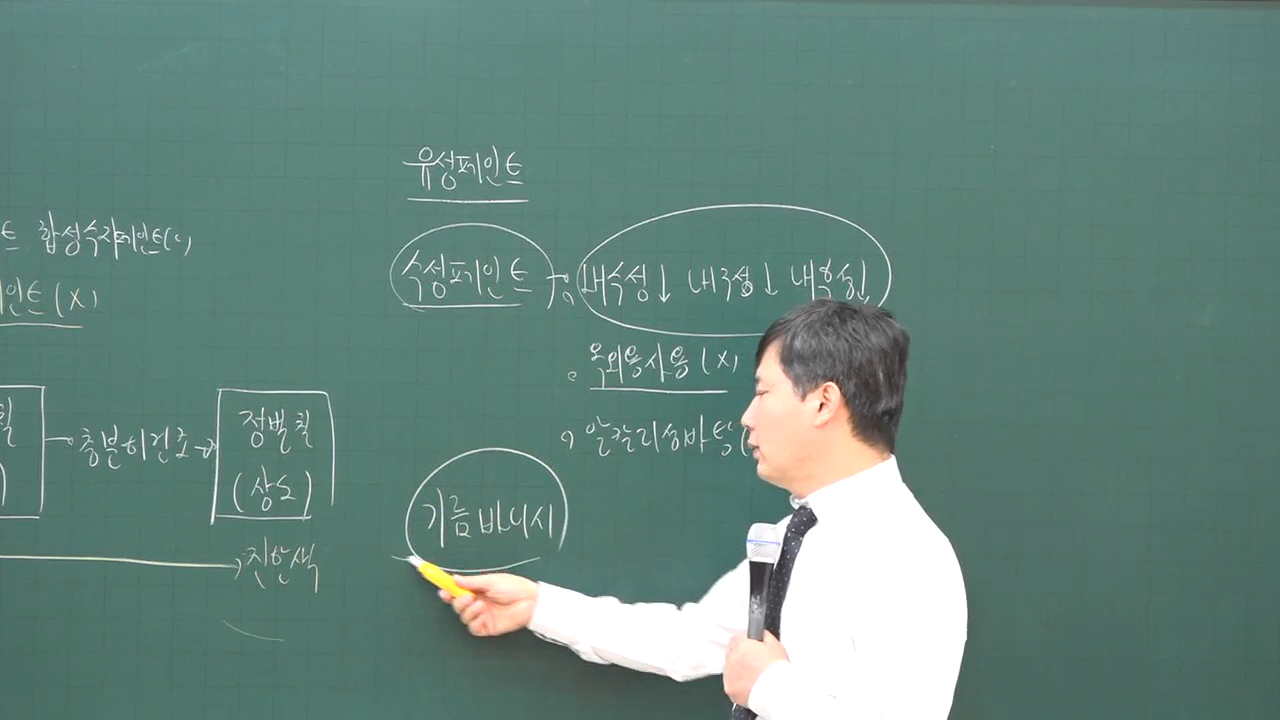 유성페인트
합성수지페인트(○)
수성페인트 : 내수성↓ 내구성↓ 내후성↓
인트(X)
• 옥외용사용(X)
• 알칼리성바탕(
정벌칠
→충분히건조→
(상도)
기름바니시
→진한색